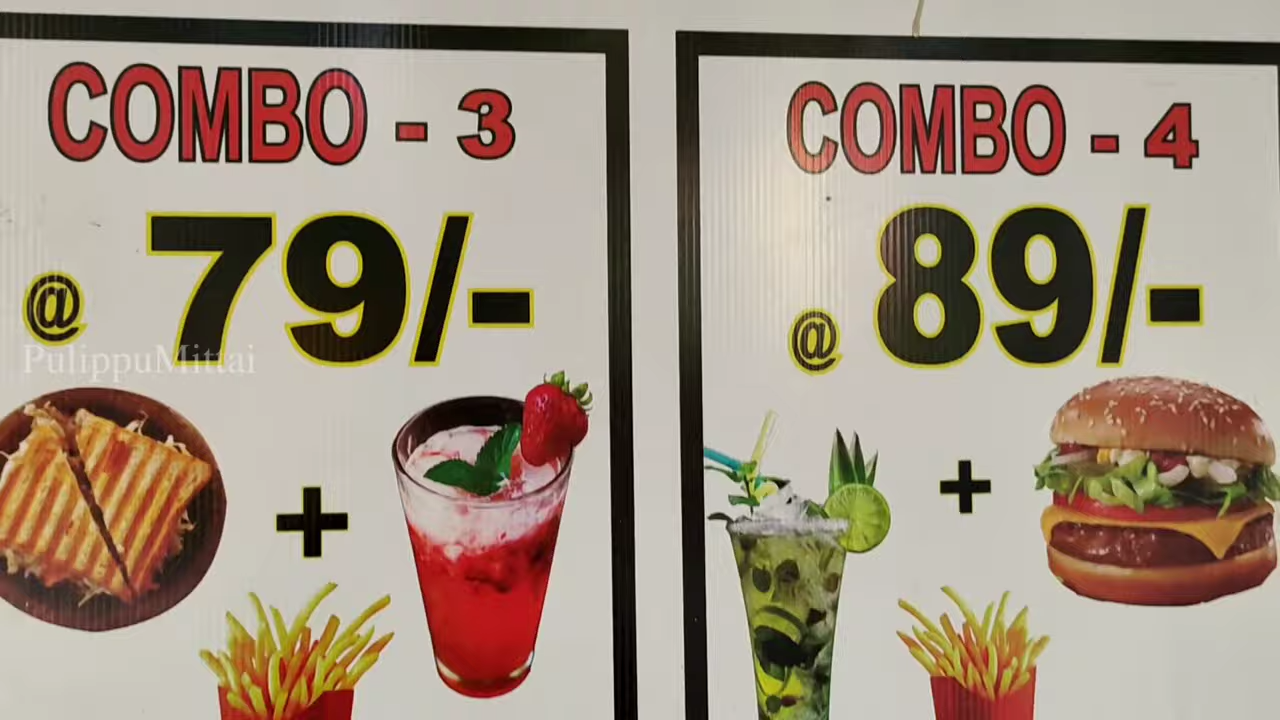 COMBO - 3
@ 79/-
PulippuMittai
+
COMBO - 4
@ 89/-
+